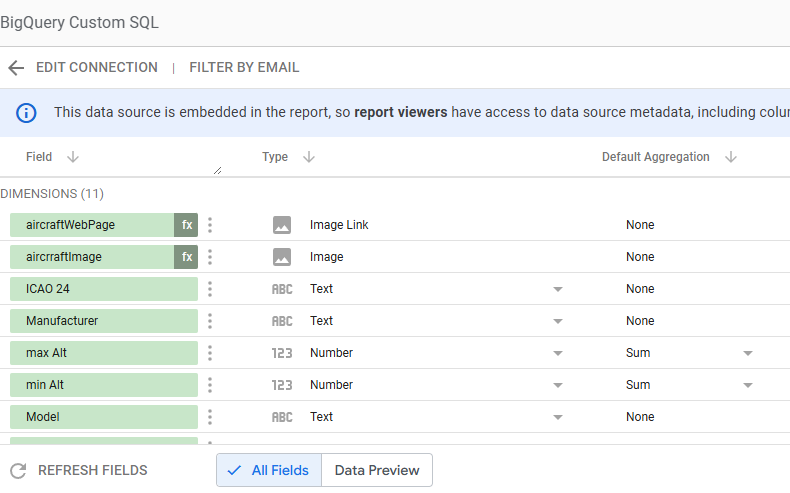 BigQuery Custom SQL
EDIT CONNECTION | FILTER BY EMAIL
This data source is embedded in the report, so report viewers have access to data source metadata, including
Field Type Default Aggregation
DIMENSIONS (11)
aircraftWebPage fx Image Link None
aircrraftImage fx Image None
ICAO 24 ABC Text None
Manufacturer ABC Text None
max Alt 123 Number Sum
min Alt 123 Number Sum
Model ABC Text None
REFRESH FIELDS All Fields Data Preview